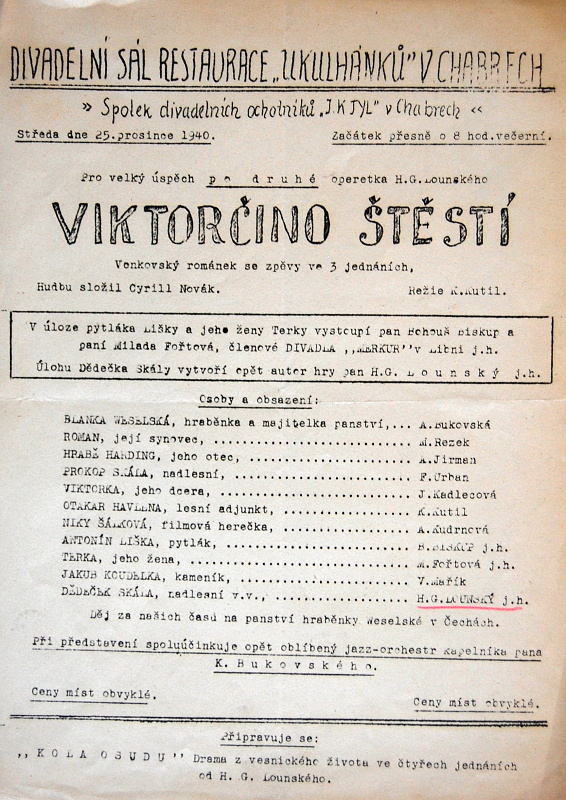 DIVADELNÍ SÁL RESTAURACE „U KULHÁNKŮ" V CHABRECH
» Spolek divadelních ochotníků „J.K TYL" v Chabrech «
Středa dne 25.prosince 1940. Začátek přesně o 8 hod.večerní.
Pro velký úspěch po druhé operetka H.G.Lounského
VIKTORČINO ŠTĚSTÍ
Venkovský románek se zpěvy ve 3 jednáních,
Hudbu složil Cyrill Novák. Režie K.Kutil.
V úloze pytláka Lišky a jeho ženy Terky vystoupí pan Bohouš Biskup a
paní Milada Fořtová, členové DIVADLA ,,MERKUR"v Libni j.h.
Úlohu Dědečka Skály vytvoří opět autor hry pan H.G. Lounský j.h.
Osoby a obsazení:
BLANKA WESELSKÁ, hraběnka a majitelka panství,... A.Bukovská
ROMAN, její synovec, .......................... M.Rezek
HRABĚ HARDING, jeho otec, ..................... A.Jirman
PROKOP SKÁLA, nadlesní, ....................... F.Urban
VIKTORKA, jeho dcera, ......................... J.Kadlecová
OTAKAR HAVLENA, lesní adjunkt, ................ K.Kutil
NIKY ŠÁLKOVÁ, filmová herečka, ................ A.Kudrnová
ANTONÍN LIŠKA, pytlák, ........................ B.BISKUP j.h.
TERKA, jeho žena, ............................. M.Fořtová j.h.
JAKUB KOUDELKA, kameník, ...................... V.Mařík
DĚDEČEK SKÁLA, nadlesní v.v., ................. H.G.LOUNSKÝ j.h.
Děj za našich časů na panství hraběnky Weselské v Čechách.
Při představení spoluúčinkuje opět oblíbený jazz-orchestr kapelníka pana
K. Bukovského.
Ceny míst obvyklé. Ceny míst obvyklé.
Připravuje se:
,,KOLA OSUDU" Drama z vesnického života ve čtyřech jednáních
od H. G. Lounského.